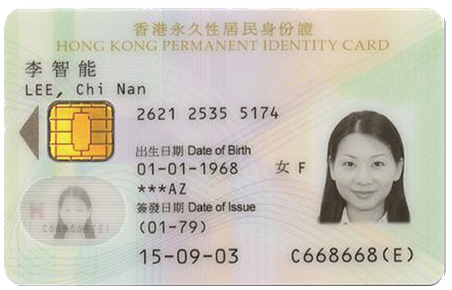 香港永久性居民身份證
HONG KONG PERMANENT IDENTITY CARD
李智能
LEE, Chi Nan
2621 2535 5174
出生日期 Date of Birth
01-01-1968 女 F
***AZ
簽發日期 Date of Issue
(01-79)
15-09-03 C668668(E)